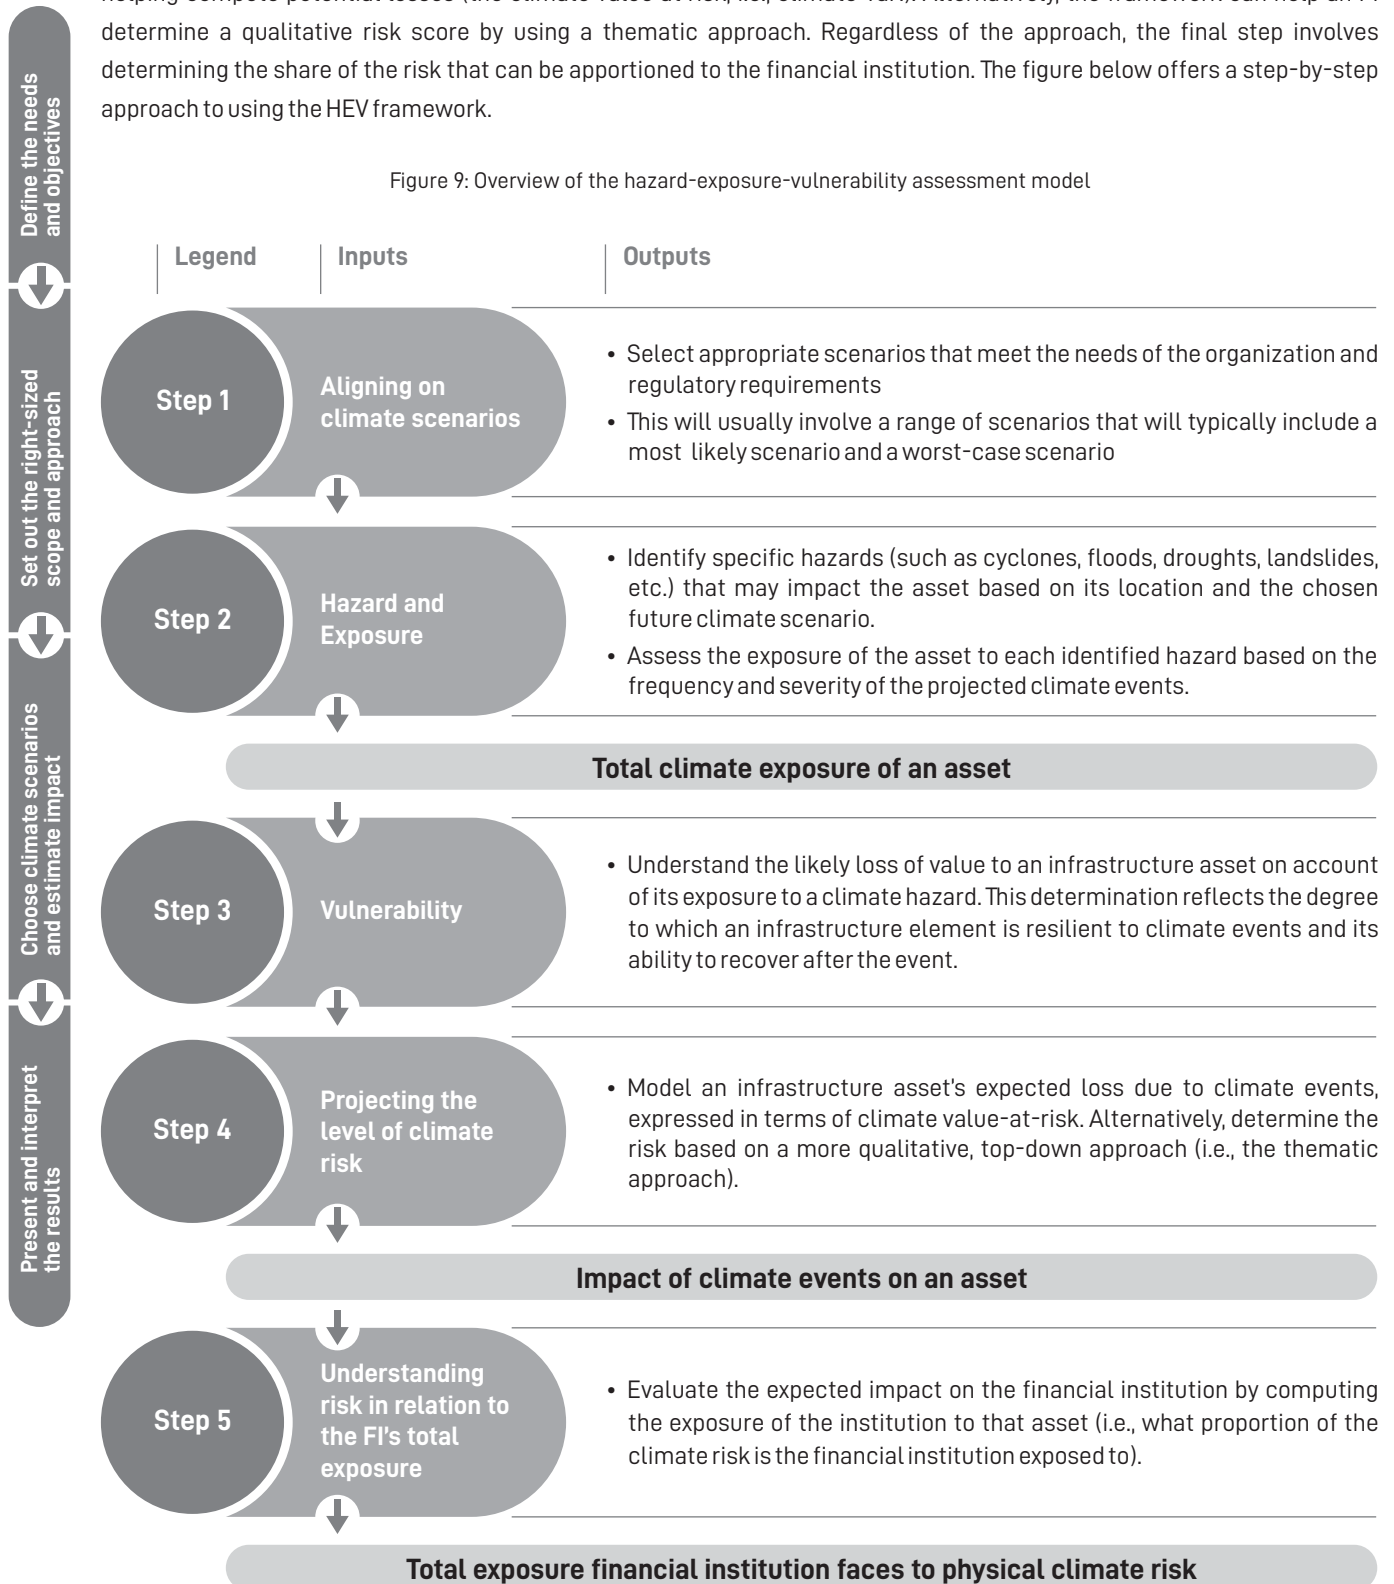 determine a qualitative risk score by using a thematic approach. Regardless of the approach, the final step involves
determining the share of the risk that can be apportioned to the financial institution. The figure below offers a step-by-step
approach to using the HEV framework.
Figure 9: Overview of the hazard-exposure-vulnerability assessment model
Define the needs
and objectives
Set out the right-sized
scope and approach
Choose climate scenarios
and estimate impact
Present and interpret
the results
Legend
Inputs
Outputs
Step 1
Aligning on
climate scenarios
• Select appropriate scenarios that meet the needs of the organization and
regulatory requirements
• This will usually involve a range of scenarios that will typically include a
most likely scenario and a worst-case scenario
Step 2
Hazard and
Exposure
• Identify specific hazards (such as cyclones, floods, droughts, landslides,
etc.) that may impact the asset based on its location and the chosen
future climate scenario.
• Assess the exposure of the asset to each identified hazard based on the
frequency and severity of the projected climate events.
Total climate exposure of an asset
Step 3
Vulnerability
• Understand the likely loss of value to an infrastructure asset on account
of its exposure to a climate hazard. This determination reflects the degree
to which an infrastructure element is resilient to climate events and its
ability to recover after the event.
Step 4
Projecting the
level of climate
risk
• Model an infrastructure asset's expected loss due to climate events,
expressed in terms of climate value-at-risk. Alternatively, determine the
risk based on a more qualitative, top-down approach (i.e., the thematic
approach).
Impact of climate events on an asset
Step 5
Understanding
risk in relation to
the FI's total
exposure
• Evaluate the expected impact on the financial institution by computing
the exposure of the institution to that asset (i.e., what proportion of the
climate risk is the financial institution exposed to).
Total exposure financial institution faces to physical climate risk